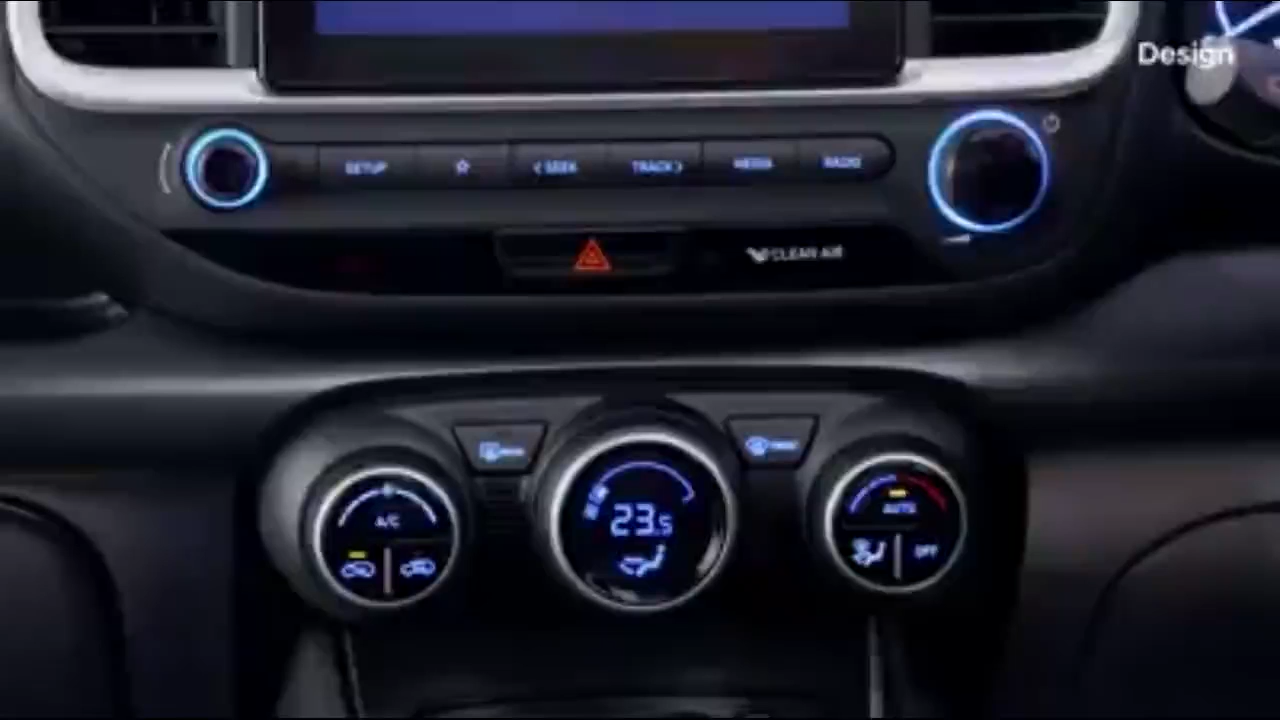 Design
SETUP
< SEEK
TRACK >
MEDIA
RADIO
CLEAN AIR
A/C
23.5
AUTO
OFF